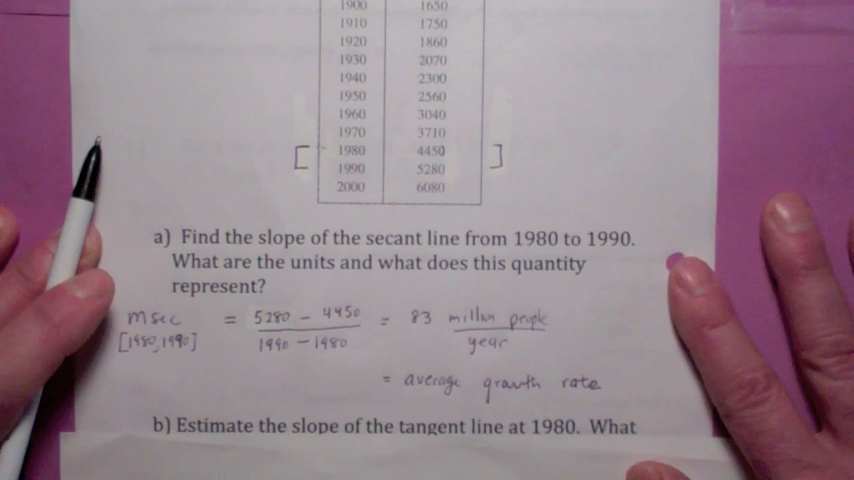 1900 1650
1910 1750
1920 1860
1930 2070
1940 2300
1950 2560
1960 3040
1970 3710
[ 1980 4450 ]
1990 5280
2000 6080
a) Find the slope of the secant line from 1980 to 1990.
What are the units and what does this quantity
represent?
msec = 5280 - 4450 = 83 million people
[1980,1990] 1990 - 1980 year
= average growth rate
b) Estimate the slope of the tangent line at 1980. What